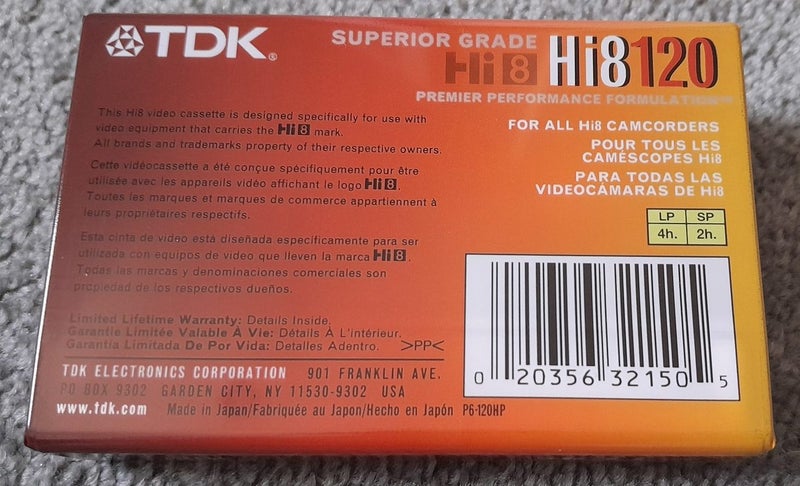 TDK®
SUPERIOR GRADE
Hi8 Hi8120
PREMIER PERFORMANCE FORMULATION™
This Hi8 video cassette is designed specifically for use with
video equipment that carries the Hi8 mark.
All brands and trademarks property of their respective owners.
Cette vidéocassette a été conçue spécifiquement pour être
utilisée avec les appareils vidéo affichant le logo Hi8.
Toutes les marques et marques de commerce appartiennent à
leurs propriétaires respectifs.
Esta cinta de video está diseñada específicamente para ser
utilizada con equipos de video que lleven la marca Hi8.
Todas las marcas y denominaciones comerciales son
propiedad de los respectivos dueños.
Limited Lifetime Warranty: Details Inside.
Garantie Limitée Valable À Vie: Détails À L'intérieur.
Garantía Limitada De Por Vida: Detalles Adentro. >PP<
TDK ELECTRONICS CORPORATION 901 FRANKLIN AVE.
PO BOX 9302 GARDEN CITY, NY 11530-9302 USA
www.tdk.com Made in Japan/Fabriquée au Japon/Hecho en Japón P6-120HP
FOR ALL Hi8 CAMCORDERS
POUR TOUS LES
CAMÉSCOPES Hi8
PARA TODAS LAS
VIDEOCÁMARAS DE Hi8
LP SP
4h. 2h.
0 20356 32150 5